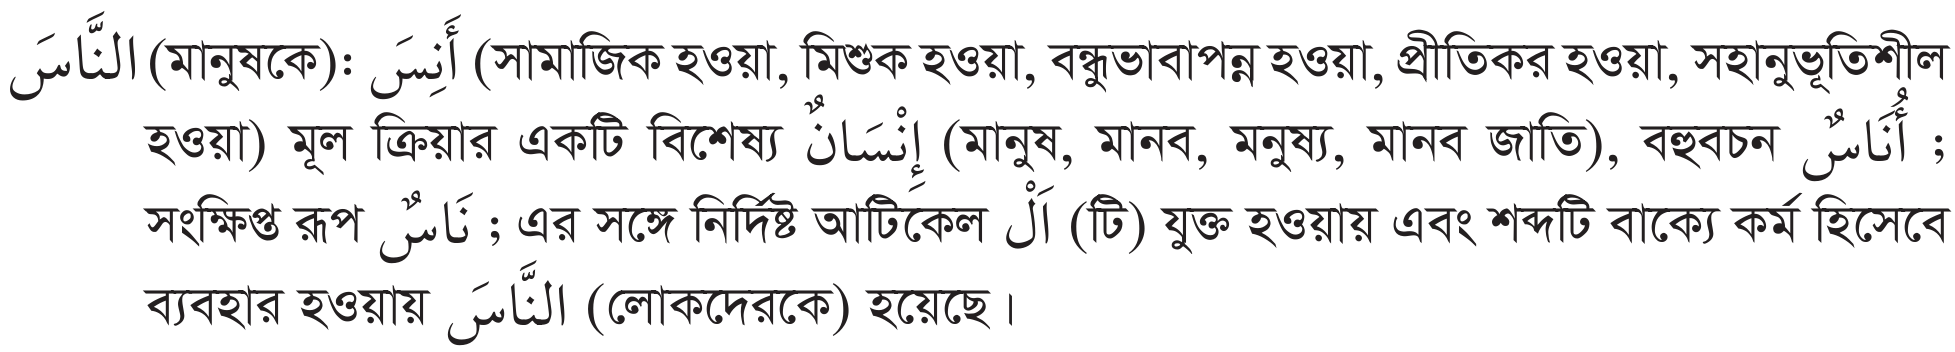 النَّاسَ (মানুষকে): أَنِسَ (সামাজিক হওয়া, মিশুক হওয়া, বন্ধুভাবাপন্ন হওয়া, প্রীতিকর হওয়া, সহানুভূতিশীল
হওয়া) মূল ক্রিয়ার একটি বিশেষ্য إِنْسَانٌ (মানুষ, মানব, মনুষ্য, মানব জাতি), বহুবচন أُنَاسٌ ;
সংক্ষিপ্ত রূপ نَاسٌ ; এর সঙ্গে নির্দিষ্ট আটিকেল اَلْ (টি) যুক্ত হওয়ায় এবং শব্দটি বাক্যে কর্ম হিসেবে
ব্যবহার হওয়ায় النَّاسَ (লোকদেরকে) হয়েছে।